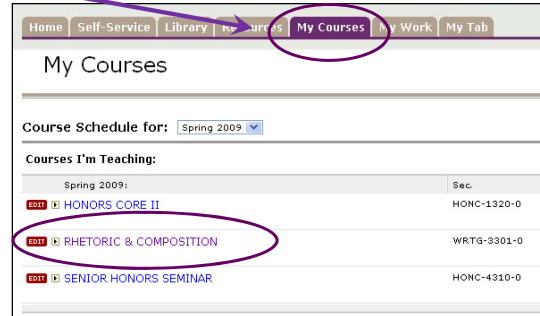 Home Self-Service Library Resources My Courses My Work My Tab
My Courses
Course Schedule for: Spring 2009
Courses I'm Teaching:
Spring 2009: Sec.
EDIT HONORS CORE II HONC-1320-0
EDIT RHETORIC & COMPOSITION WRTG-3301-0
EDIT SENIOR HONORS SEMINAR HONC-4310-0